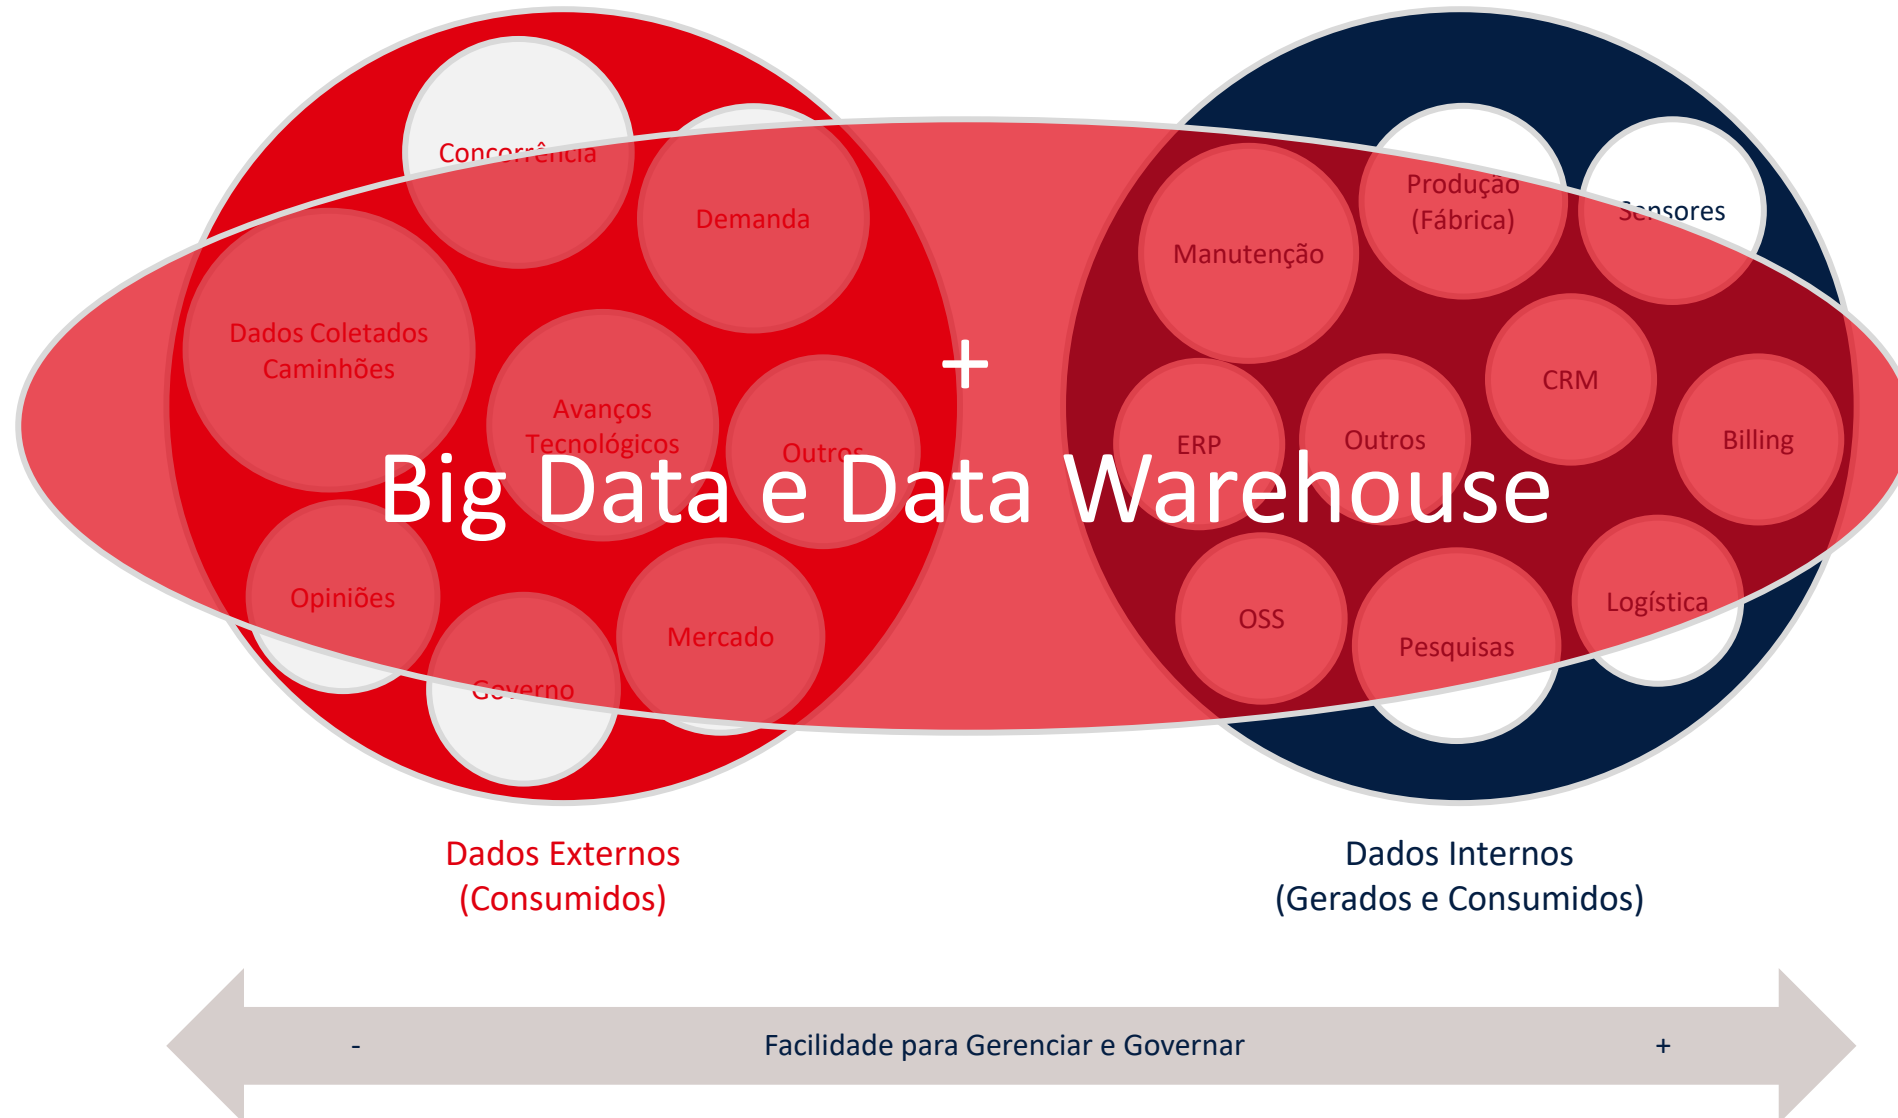 Concorrência
Demanda
Dados Coletados
Caminhões
Avanços
Tecnológicos
Outros
Opiniões
Governo
Mercado
+
Manutenção
Produção
(Fábrica)
Sensores
CRM
ERP
Outros
Billing
OSS
Pesquisas
Logística
Big Data e Data Warehouse
Dados Externos
(Consumidos)
Dados Internos
(Gerados e Consumidos)
- Facilidade para Gerenciar e Governar +